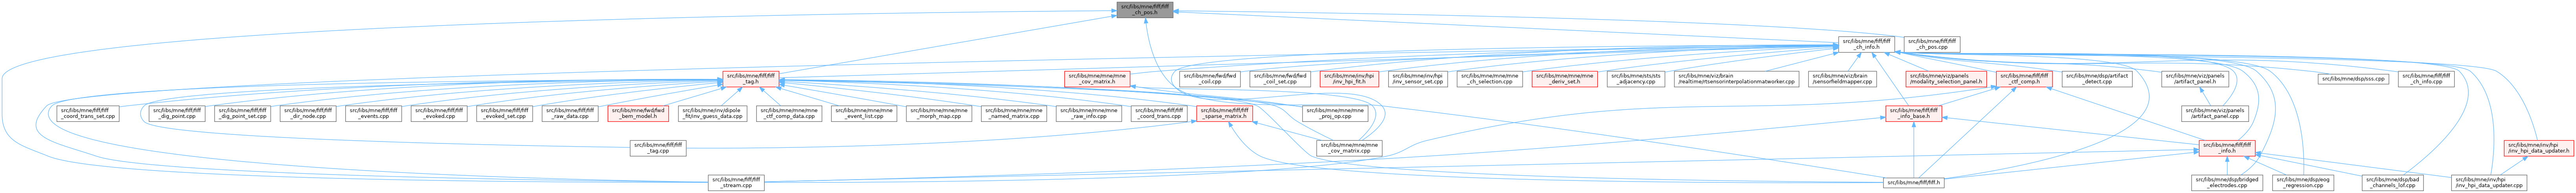 src/libs/mne/fiff/fiff
_ch_pos.h
src/libs/mne/fiff/fiff
_ch_info.h
src/libs/mne/fiff/fiff
_ch_pos.cpp
src/libs/mne/fiff/fiff
_tag.h
src/libs/mne/mne/mne
_cov_matrix.h
src/libs/mne/fwd/fwd
_coil.cpp
src/libs/mne/fwd/fwd
_coil_set.cpp
src/libs/mne/inv/hpi
/inv_hpi_fit.h
src/libs/mne/inv/hpi
/inv_sensor_set.cpp
src/libs/mne/mne/mne
_ch_selection.cpp
src/libs/mne/mne/mne
_deriv_set.h
src/libs/mne/sts/sts
_adjacency.cpp
src/libs/mne/viz/brain
/realtime/rtsensorinterpolationmatworker.cpp
src/libs/mne/viz/brain
/sensorfieldmapper.cpp
src/libs/mne/viz/panels
/modality_selection_panel.h
src/libs/mne/fiff/fiff
_ctf_comp.h
src/libs/mne/dsp/artifact
_detect.cpp
src/libs/mne/viz/panels
/artifact_panel.h
src/libs/mne/dsp/sss.cpp
src/libs/mne/fiff/fiff
_ch_info.cpp
src/libs/mne/fiff/fiff
_coord_trans_set.cpp
src/libs/mne/fiff/fiff
_dig_point.cpp
src/libs/mne/fiff/fiff
_dig_point_set.cpp
src/libs/mne/fiff/fiff
_dir_node.cpp
src/libs/mne/fiff/fiff
_events.cpp
src/libs/mne/fiff/fiff
_evoked.cpp
src/libs/mne/fiff/fiff
_evoked_set.cpp
src/libs/mne/fiff/fiff
_raw_data.cpp
src/libs/mne/fwd/fwd
_bem_model.h
src/libs/mne/inv/dipole
_fit/inv_guess_data.cpp
src/libs/mne/mne/mne
_ctf_comp_data.cpp
src/libs/mne/mne/mne
_event_list.cpp
src/libs/mne/mne/mne
_morph_map.cpp
src/libs/mne/mne/mne
_named_matrix.cpp
src/libs/mne/mne/mne
_raw_info.cpp
src/libs/mne/fiff/fiff
_coord_trans.cpp
src/libs/mne/fiff/fiff
_sparse_matrix.h
src/libs/mne/mne/mne
_proj_op.cpp
src/libs/mne/fiff/fiff
_info_base.h
src/libs/mne/viz/panels
/artifact_panel.cpp
src/libs/mne/fiff/fiff
_tag.cpp
src/libs/mne/mne/mne
_cov_matrix.cpp
src/libs/mne/fiff/fiff
_info.h
src/libs/mne/inv/hpi
/inv_hpi_data_updater.h
src/libs/mne/fiff/fiff
_stream.cpp
src/libs/mne/fiff/fiff.h
src/libs/mne/dsp/bridged
_electrodes.cpp
src/libs/mne/dsp/eog
_regression.cpp
src/libs/mne/dsp/bad
_channels_lof.cpp
src/libs/mne/inv/hpi
/inv_hpi_data_updater.cpp